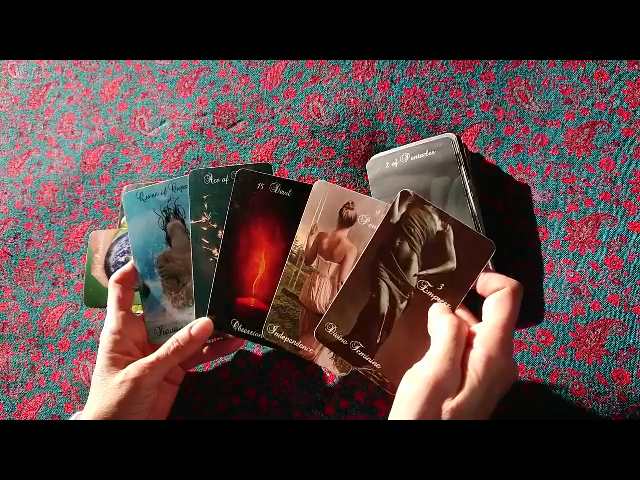 2 of Pentacles
Queen of Cups
Ace of
15 Devil
Obsession
Independence
3
Empress
Divine Feminine